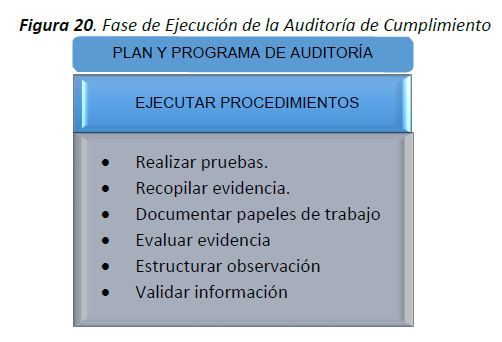 Figura 20. Fase de Ejecución de la Auditoría de Cumplimiento
PLAN Y PROGRAMA DE AUDITORÍA
EJECUTAR PROCEDIMIENTOS
• Realizar pruebas.
• Recopilar evidencia.
• Documentar papeles de trabajo
• Evaluar evidencia
• Estructurar observación
• Validar información